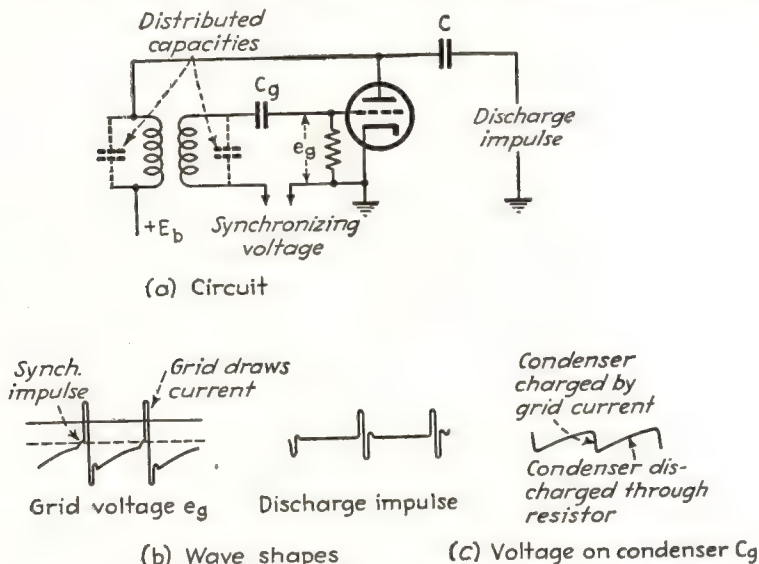 Distributed
capacities
C
Cg
eg
Discharge
impulse
+Eb
Synchronizing
voltage
(a) Circuit
Synch.
impulse
Grid draws
current
Grid voltage eg
Discharge impulse
(b) Wave shapes
Condenser
charged by
grid current
Condenser dis-
charged through
resistor
(c) Voltage on condenser Cg